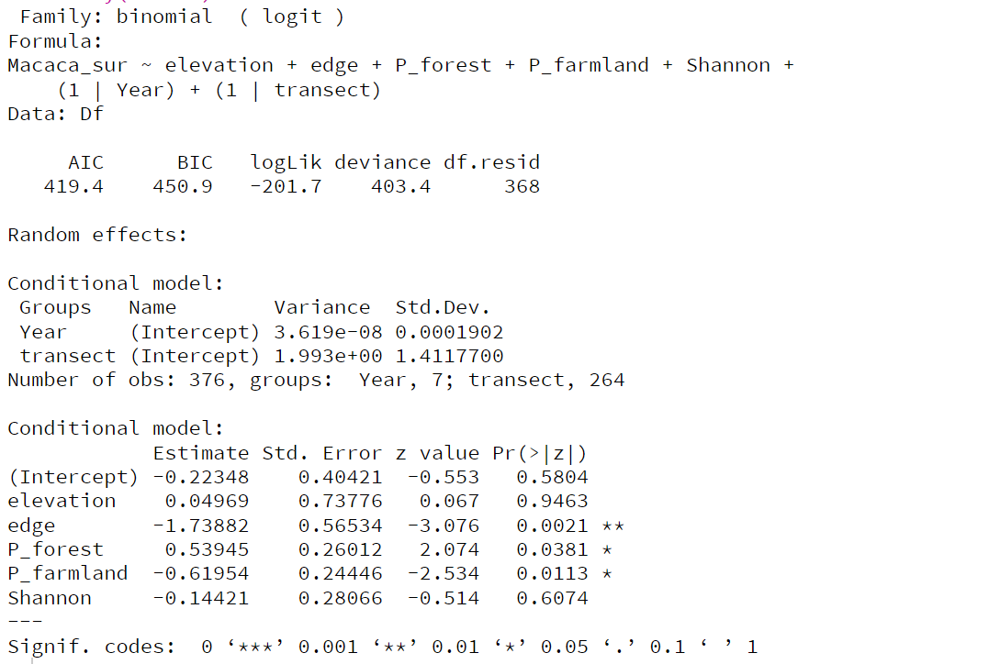 Family: binomial  ( logit )
Formula:
Macaca_sur ~ elevation + edge + P_forest + P_farmland + Shannon +
    (1 | Year) + (1 | transect)
Data: Df
     AIC      BIC   logLik deviance df.resid
   419.4    450.9   -201.7    403.4      368
Random effects:
Conditional model:
 Groups   Name        Variance  Std.Dev.
 Year     (Intercept) 3.619e-08 0.0001902
 transect (Intercept) 1.993e+00 1.4117700
Number of obs: 376, groups:  Year, 7; transect, 264
Conditional model:
            Estimate Std. Error z value Pr(>|z|)
(Intercept) -0.22348    0.40421  -0.553   0.5804
elevation    0.04969    0.73776   0.067   0.9463
edge        -1.73882    0.56534  -3.076   0.0021 **
P_forest     0.53945    0.26012   2.074   0.0381 *
P_farmland  -0.61954    0.24446  -2.534   0.0113 *
Shannon     -0.14421    0.28066  -0.514   0.6074
---
Signif. codes:  0 ‘***’ 0.001 ‘**’ 0.01 ‘*’ 0.05 ‘.’ 0.1 ‘ ’ 1